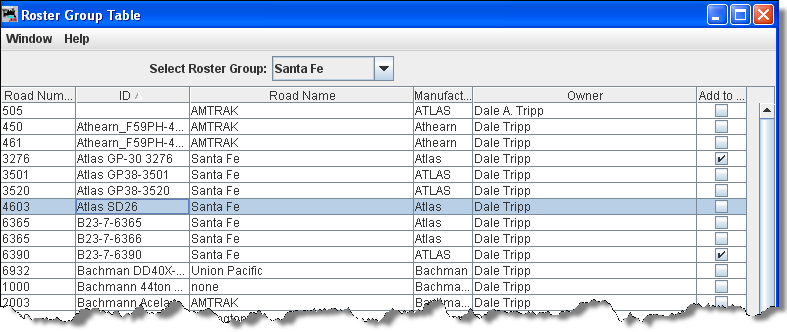 Roster Group Table
Window Help
Select Roster Group: Santa Fe
Road Num... ID Road Name Manufact... Owner Add to ...
505 AMTRAK ATLAS Dale A. Tripp
450 Athearn_F59PH-4... AMTRAK Athearn Dale Tripp
461 Athearn_F59PH-4... AMTRAK Athearn Dale Tripp
3276 Atlas GP-30 3276 Santa Fe Atlas Dale Tripp
3501 Atlas GP38-3501 Santa Fe ATLAS Dale Tripp
3520 Atlas GP38-3520 Santa Fe ATLAS Dale Tripp
4603 Atlas SD26 Santa Fe Atlas Dale Tripp
6365 B23-7-6365 Santa Fe Atlas Dale Tripp
6365 B23-7-6366 Santa Fe Atlas Dale Tripp
6390 B23-7-6390 Santa Fe ATLAS Dale Tripp
6932 Bachman DD40X-... Union Pacific Bachman Dale Tripp
1000 Bachmann 44ton ... none Bachma... Dale Tripp
2003 Bachmann Acela... AMTRAK Bachma... Dale Tripp